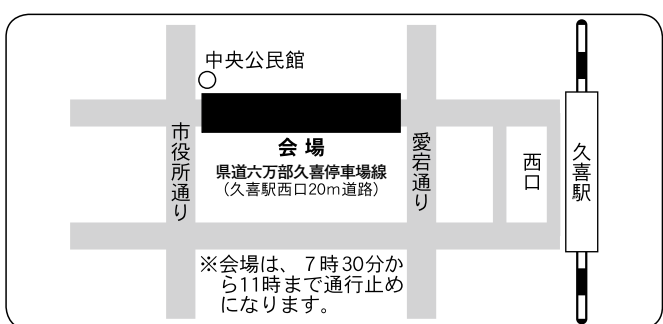 中央公民館
市役所通り
会場
県道六万部久喜停車場線
(久喜駅西口20m道路)
愛宕通り
西口
久喜駅
※会場は、7時30分か
ら11時まで通行止め
になります。